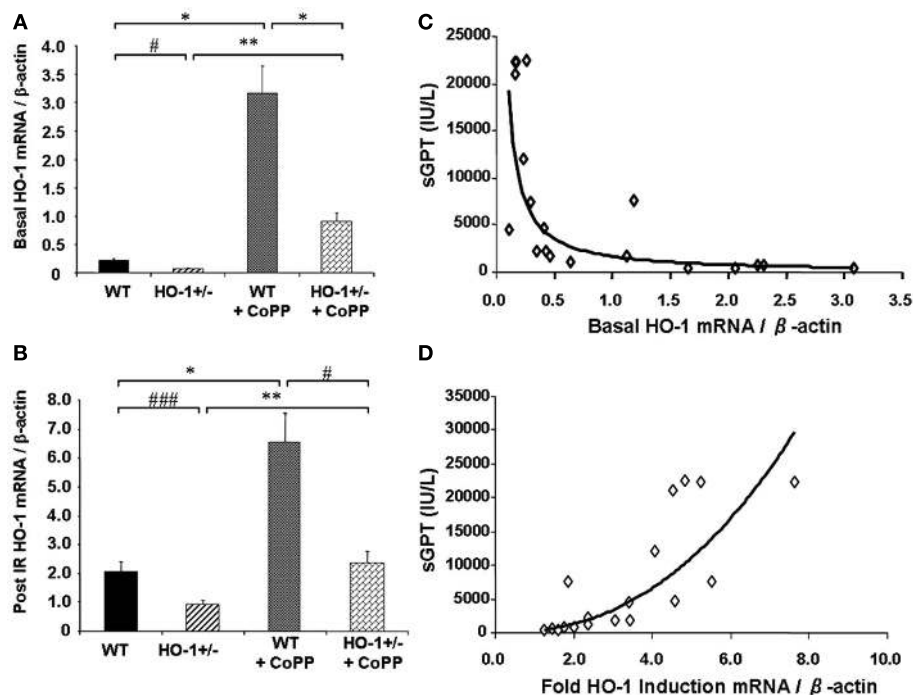 A
*
*
#
**
4.0
3.5
3.0
2.5
2.0
1.5
1.0
0.5
0
Basal HO-1 mRNA / β-actin
WT
HO-1+/-
WT
+ CoPP
HO-1+/-
+ CoPP
B
*
#
###
**
8.0
7.0
6.0
5.0
4.0
3.0
2.0
1.0
0
Post IR HO-1 mRNA / β-actin
WT
HO-1+/-
WT
+ CoPP
HO-1+/-
+ CoPP
C
25000
20000
15000
10000
5000
0
sGPT (IU/L)
0.0
0.5
1.0
1.5
2.0
2.5
3.0
3.5
Basal HO-1 mRNA / β-actin
D
35000
30000
25000
20000
15000
10000
5000
0
sGPT (IU/L)
0.0
2.0
4.0
6.0
8.0
10.0
Fold HO-1 Induction mRNA / β-actin